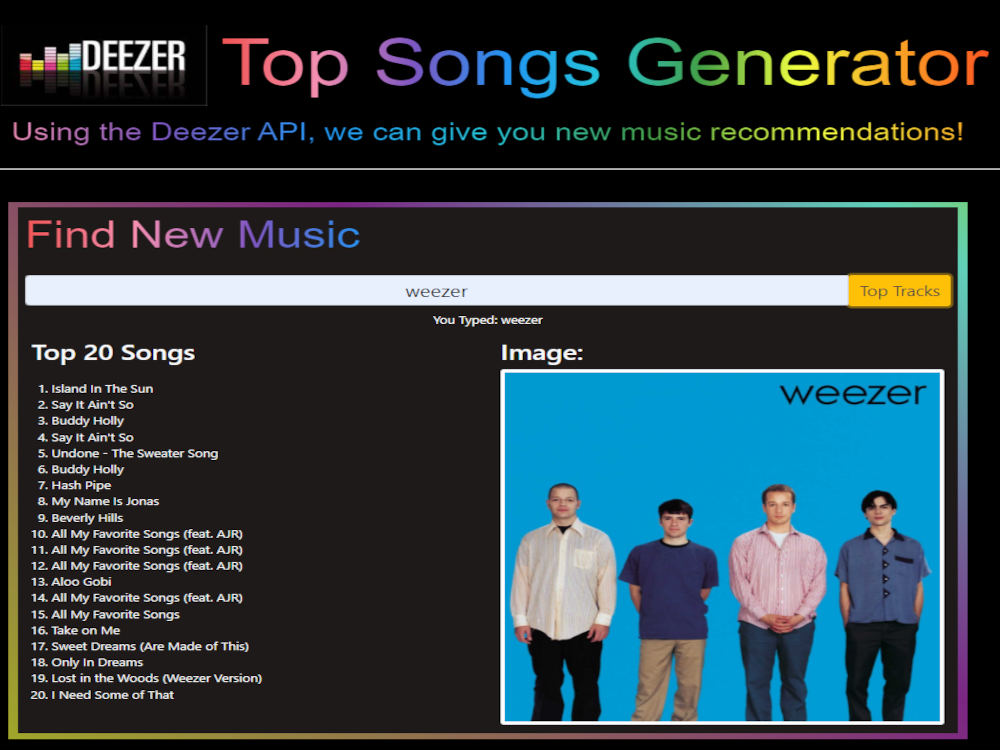 DEEZER
Top Songs Generator
Using the Deezer API, we can give you new music recommendations!
Find New Music
weezer
Top Tracks
You Typed: weezer
Top 20 Songs
1. Island In The Sun
2. Say It Ain't So
3. Buddy Holly
4. Say It Ain't So
5. Undone - The Sweater Song
6. Buddy Holly
7. Hash Pipe
8. My Name Is Jonas
9. Beverly Hills
10. All My Favorite Songs (feat. AJR)
11. All My Favorite Songs (feat. AJR)
12. All My Favorite Songs (feat. AJR)
13. Aloo Gobi
14. All My Favorite Songs (feat. AJR)
15. All My Favorite Songs
16. Take on Me
17. Sweet Dreams (Are Made of This)
18. Only In Dreams
19. Lost in the Woods (Weezer Version)
20. I Need Some of That
Image:
weezer